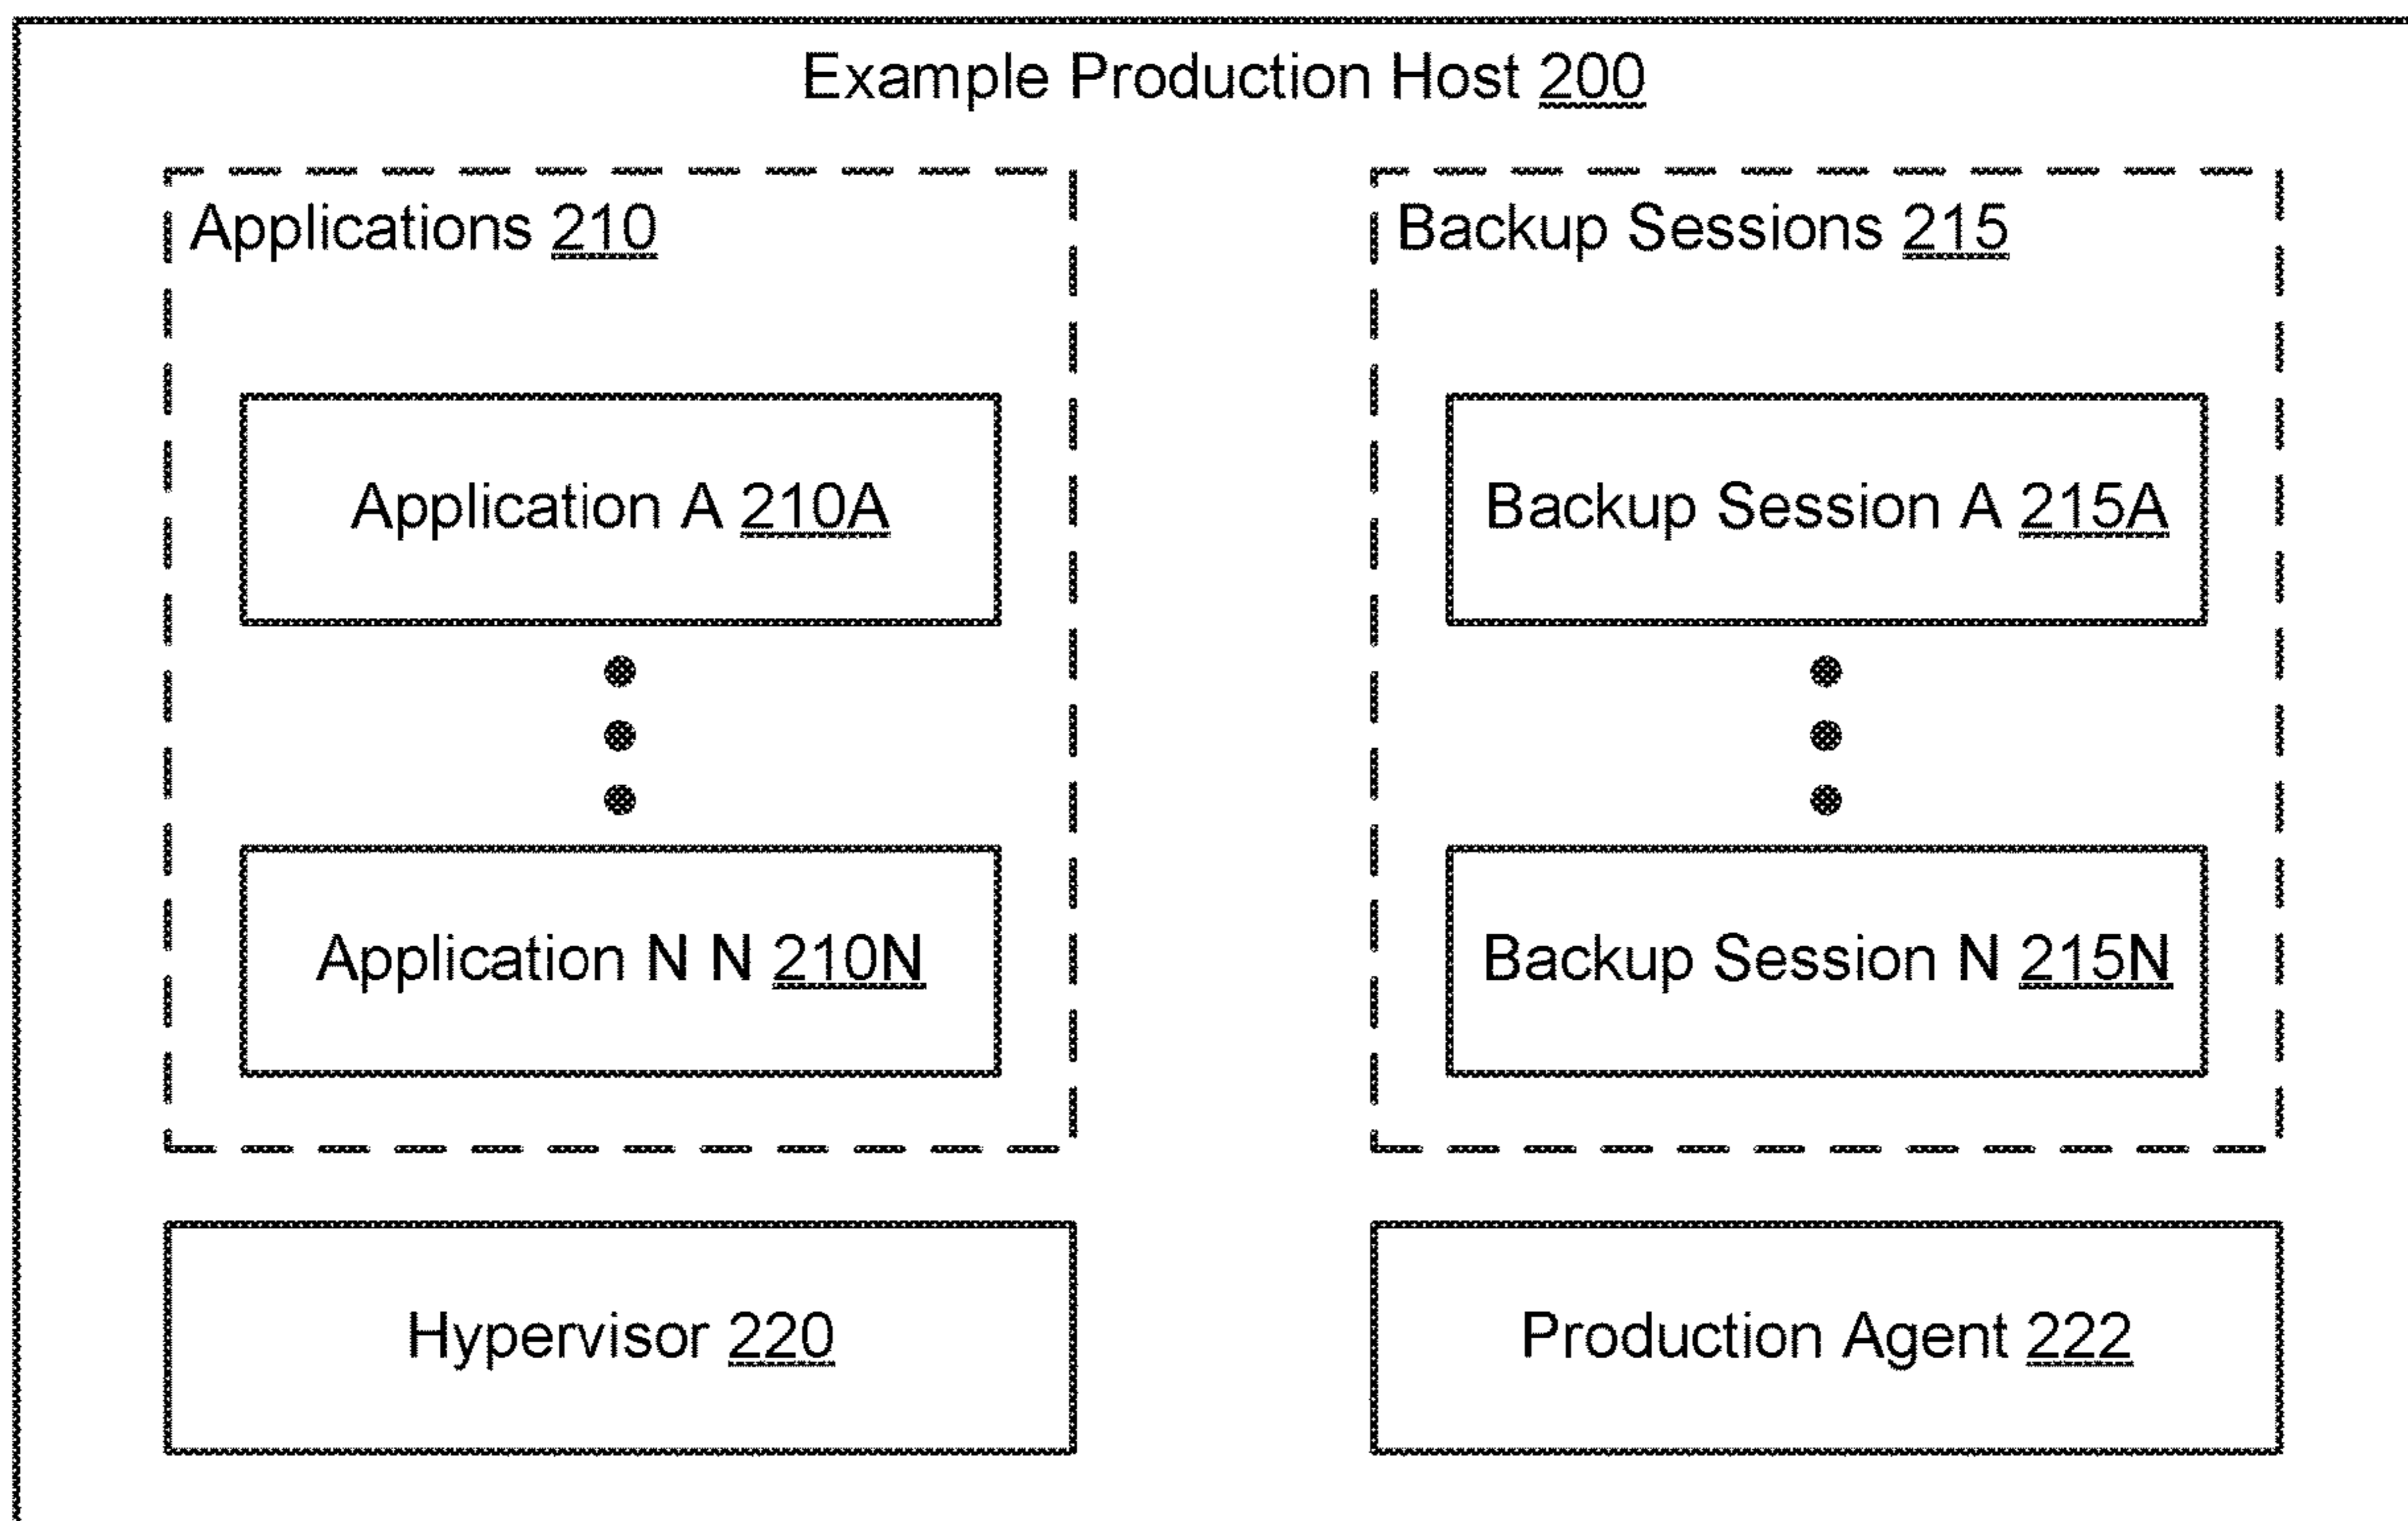 Example Production Host 200
Applications 210
Application A 210A
Application N N 210N
Backup Sessions 215
Backup Session A 215A
Backup Session N 215N
Hypervisor 220
Production Agent 222